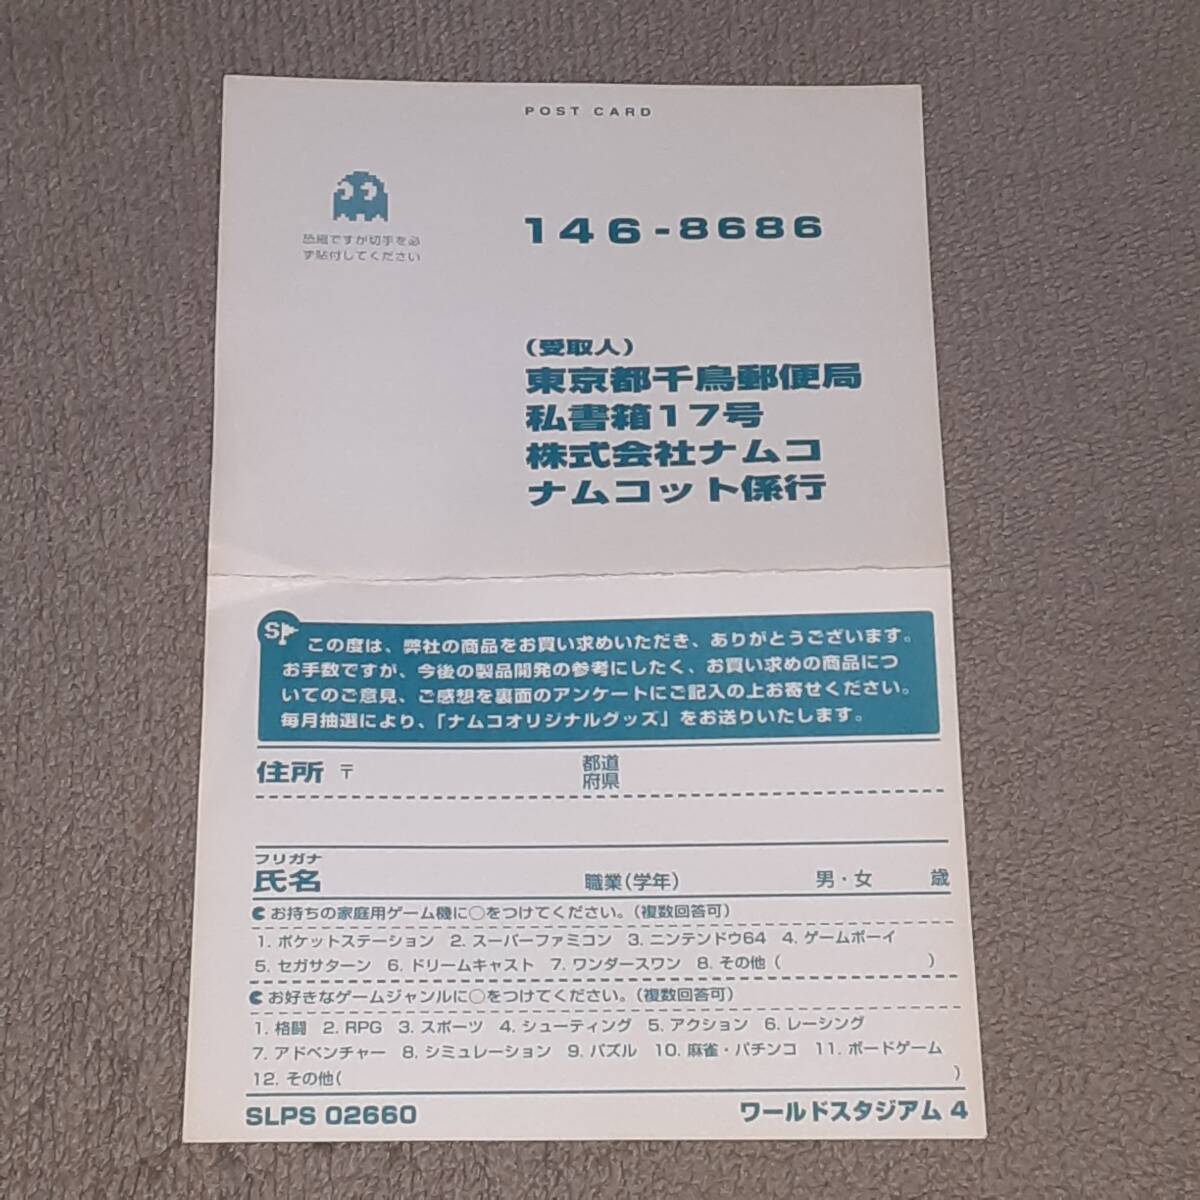 POST CARD
恐縮ですが切手を必
ず貼付してください
146-8686
(受取人)
東京都千鳥郵便局
私書箱17号
株式会社ナムコ
ナムコット係行
SP
この度は、弊社の商品をお買い求めいただき、ありがとうございます。
お手数ですが、今後の製品開発の参考にしたく、お買い求めの商品につ
いてのご意見、ご感想を裏面のアンケートにご記入の上お寄せください。
毎月抽選により、「ナムコオリジナルグッズ」をお送りいたします。
住所 〒 都道
府県
フリガナ
氏名 職業(学年) 男・女 歳
お持ちの家庭用ゲーム機に○をつけてください。(複数回答可)
1. ポケットステーション 2. スーパーファミコン 3. ニンテンドウ64 4. ゲームボーイ
5. セガサターン 6. ドリームキャスト 7. ワンダースワン 8. その他 ( )
お好きなゲームジャンルに○をつけてください。(複数回答可)
1. 格闘 2. RPG 3. スポーツ 4. シューティング 5. アクション 6. レーシング
7. アドベンチャー 8. シミュレーション 9. パズル 10. 麻雀・パチンコ 11. ボードゲーム
12. その他( )
SLPS 02660 ワールドスタジアム 4